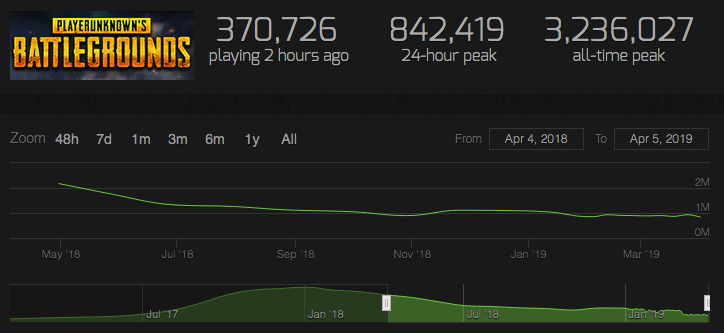 PLAYERUNKNOWN'S
BATTLEGROUNDS
370,726
playing 2 hours ago
842,419
24-hour peak
3,236,027
all-time peak
Zoom 48h 7d 1m 3m 6m 1y All
From Apr 4, 2018 To Apr 5, 2019
2M
1M
0M
May '18 Jul '18 Sep '18 Nov '18 Jan '19 Mar '19
Jul '17 Jan '18 Jul '18 Jan '19